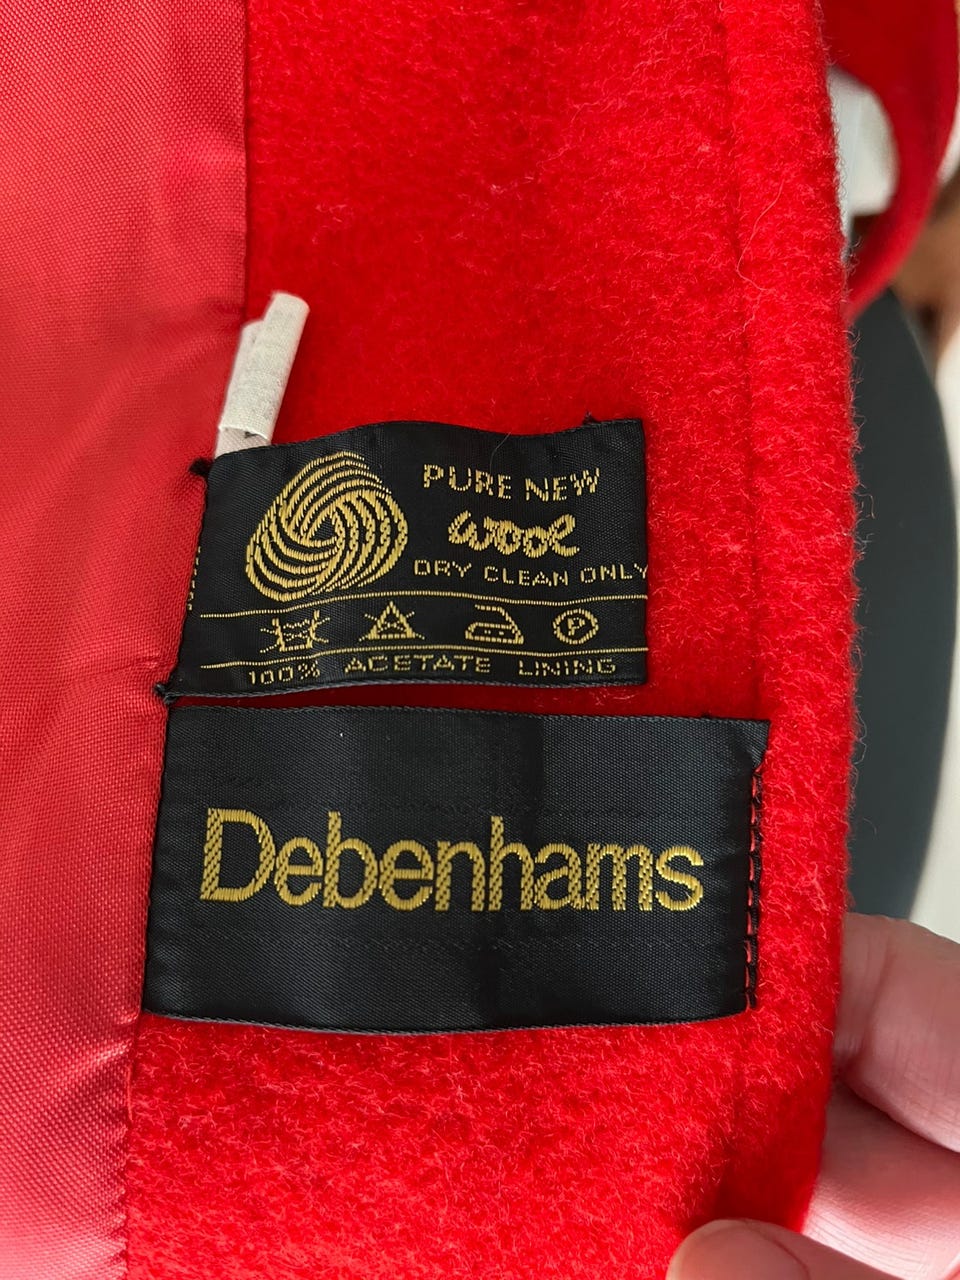 PURE NEW
wool
DRY CLEAN ONLY
P
100% ACETATE LINING
Debenhams